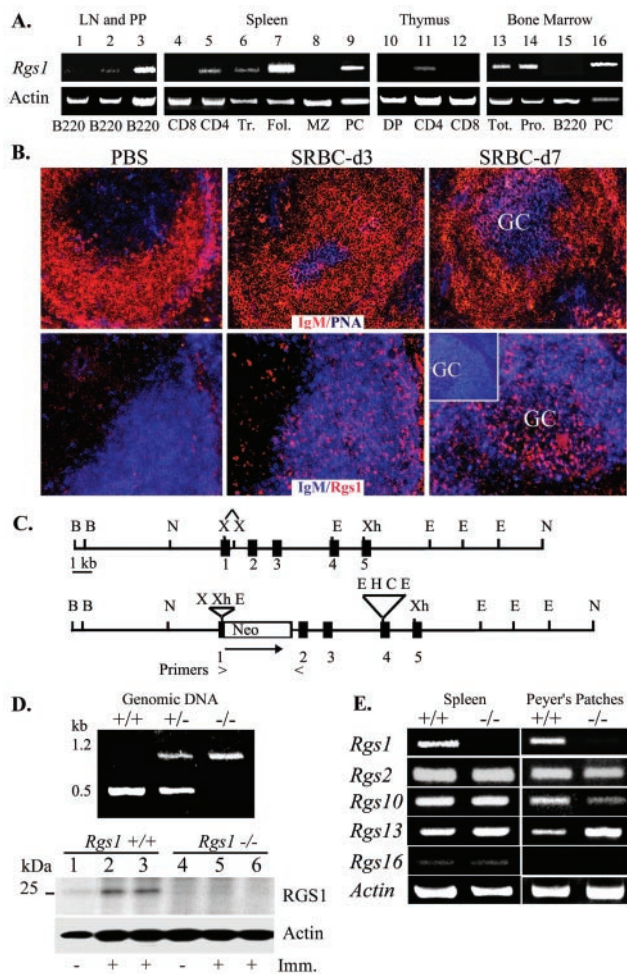 A.
LN and PP Spleen Thymus Bone Marrow
1 2 3 4 5 6 7 8 9 10 11 12 13 14 15 16
Rgs1
Actin
B220 B220 B220 CD8 CD4 Tr. Fol. MZ PC DP CD4 CD8 Tot. Pro. B220 PC
B.
PBS SRBC-d3 SRBC-d7
GC
IgM/PNA
GC
GC
IgM/Rgs1
C.
B B N X X E Xh E E E N
1 kb
1 2 3 4 5
E H C E
X Xh E
B B N Xh E E E N
Neo
1 2 3 4 5
Primers > <
D.
Genomic DNA
kb +/+ +/- -/-
1.2
0.5
Rgs1 +/+ Rgs1 -/-
kDa 1 2 3 4 5 6
25
RGS1
Actin
- + + - + + Imm.
E.
Spleen Peyer's Patches
+/+ -/- +/+ -/-
Rgs1
Rgs2
Rgs10
Rgs13
Rgs16
Actin